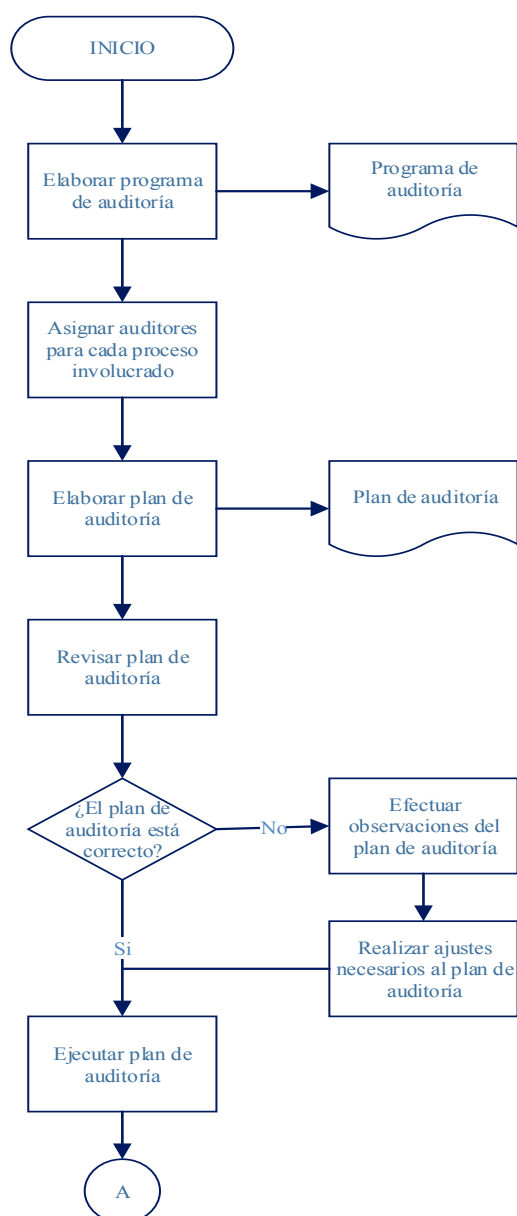 INICIO
Elaborar programa
de auditoría
Programa de
auditoría
Asignar auditores
para cada proceso
involucrado
Elaborar plan de
auditoría
Plan de auditoría
Revisar plan de
auditoría
¿El plan de
auditoría está
correcto?
No
Efectuar
observaciones del
plan de auditoría
Si
Realizar ajustes
necesarios al plan de
auditoría
Ejecutar plan de
auditoría
A